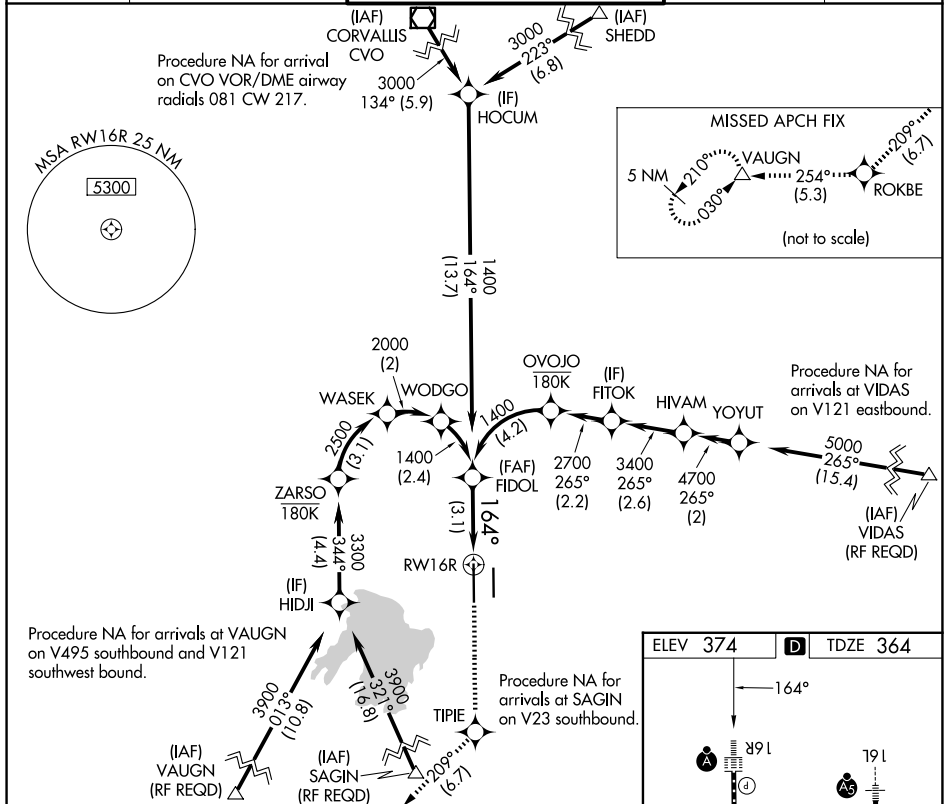 (IAF)
CORVALLIS
CVO
(IAF)
SHEDD
3000
223°
(6.8)
3000
134° (5.9)
Procedure NA for arrival
on CVO VOR/DME airway
radials 081 CW 217.
(IF)
HOCUM
MSA RW16R 25 NM
5300
MISSED APCH FIX
5 NM
210°
030°
VAUGN
254°
(5.3)
209°
(6.7)
ROKBE
(not to scale)
1400
164°
(13.7)
2000
(2)
WASEK
WODGO
OVOJO
180K
(IF)
FITOK
HIVAM
YOYUT
Procedure NA for
arrivals at VIDAS
on V121 eastbound.
2500
(3.1)
1400
(2.4)
1400
(4.2)
2700
265°
(2.2)
3400
265°
(2.6)
4700
265°
(2)
5000
265°
(15.4)
(IAF)
VIDAS
(RF REQD)
ZARSO
180K
(FAF)
FIDOL
164°
(3.1)
RW16R
3300
344°
(4.4)
(IF)
HIDJI
Procedure NA for arrivals at VAUGN
on V495 southbound and V121
southwest bound.
3900
013°
(10.8)
3900
321°
(16.8)
(IAF)
VAUGN
(RF REQD)
(IAF)
SAGIN
(RF REQD)
Procedure NA for
arrivals at SAGIN
on V23 southbound.
TIPIE
209°
(6.7)
ELEV 374
D
TDZE 364
164°
A
16R
P
16L
A5